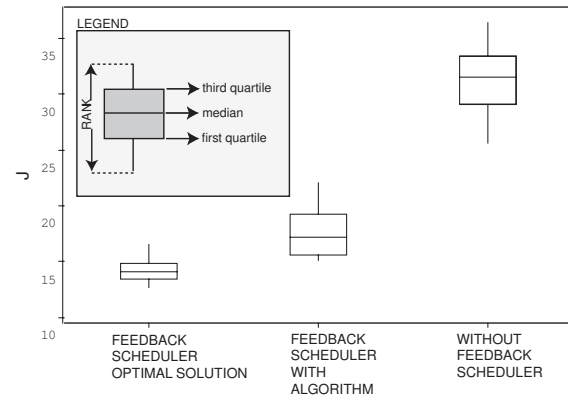 LEGEND
35
30
25
20
15
10
J
RANK
third quartile
median
first quartile
FEEDBACK
SCHEDULER
OPTIMAL SOLUTION
FEEDBACK
SCHEDULER
WITH
ALGORITHM
WITHOUT
FEEDBACK
SCHEDULER